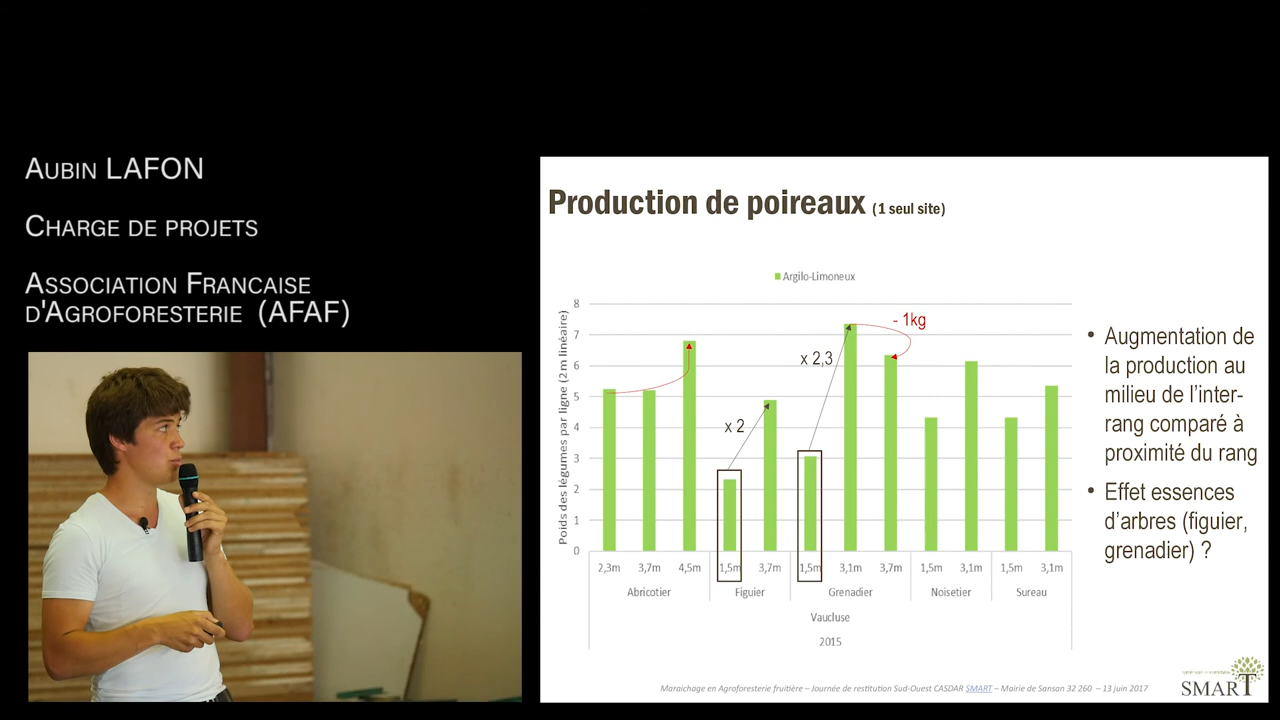 AUBIN LAFON
CHARGE DE PROJETS
ASSOCIATION FRANCAISE
D'AGROFORESTERIE (AFAF)
Production de poireaux (1 seul site)
Argilo-Limoneux
Poids des légumes par ligne (2 m linéaire)
8
7
6
5
4
3
2
1
0
x 2
x 2,3
- 1kg
2,3m 3,7m 4,5m 1,5m 3,7m 1,5m 3,1m 3,7m 1,5m 3,1m 1,5m 3,1m
Abricotier Figuier Grenadier Noisetier Sureau
Vaucluse
2015
• Augmentation de
la production au
milieu de l'inter-
rang comparé à
proximité du rang
• Effet essences
d'arbres (figuier,
grenadier) ?
Maraichage en Agroforesterie fruitière – Journée de restitution Sud-Ouest CASDAR SMART – Mairie de Sansan 32 260 – 13 juin 2017
SMART